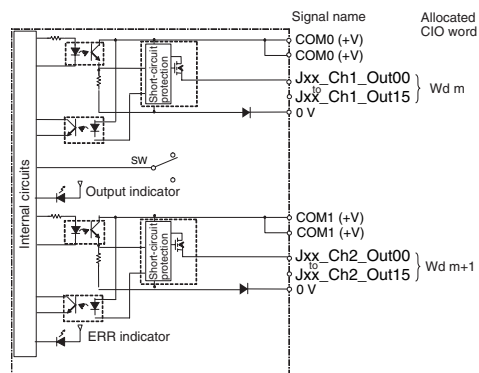 Signal name
Allocated
CIO word
COM0 (+V)
COM0 (+V)
Jxx_Ch1_Out00
to
Jxx_Ch1_Out15
Wd m
0 V
Short-circuit
protection
SW
Output indicator
Internal circuits
COM1 (+V)
COM1 (+V)
Jxx_Ch2_Out00
to
Jxx_Ch2_Out15
Wd m+1
0 V
Short-circuit
protection
ERR indicator